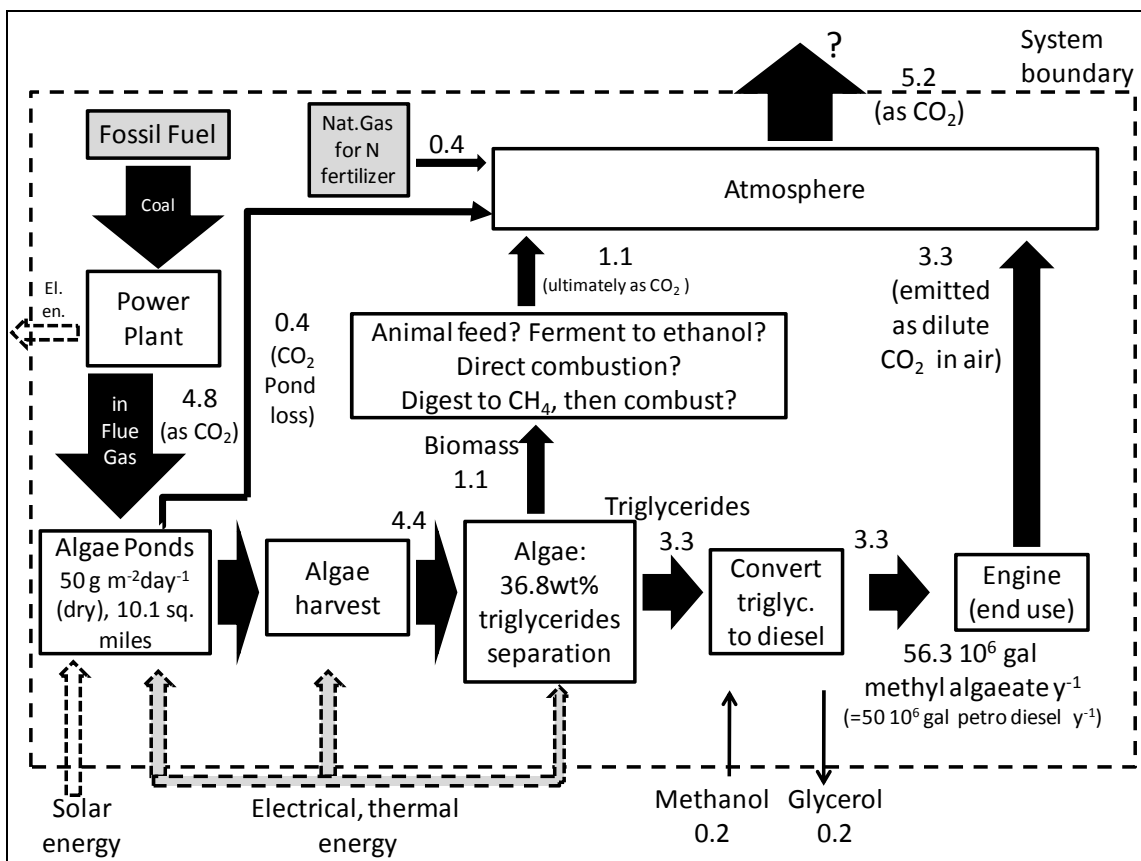 System
boundary
?
5.2
(as CO₂)
Fossil Fuel
Nat.Gas
for N
fertilizer
0.4
Atmosphere
Coal
El.
en.
Power
Plant
1.1
(ultimately as CO₂ )
3.3
(emitted
as dilute
CO₂ in air)
0.4
(CO₂
Pond
loss)
Animal feed? Ferment to ethanol?
Direct combustion?
Digest to CH₄, then combust?
in
Flue
Gas
4.8
(as CO₂)
Biomass
1.1
Algae Ponds
50 g m⁻²day⁻¹
(dry), 10.1 sq.
miles
Algae
harvest
4.4
Algae:
36.8wt%
triglycerides
separation
Triglycerides
3.3
Convert
triglyc.
to diesel
3.3
Engine
(end use)
56.3 10⁶ gal
methyl algaeate y⁻¹
(=50 10⁶ gal petro diesel y⁻¹)
Solar
energy
Electrical, thermal
energy
Methanol
0.2
Glycerol
0.2